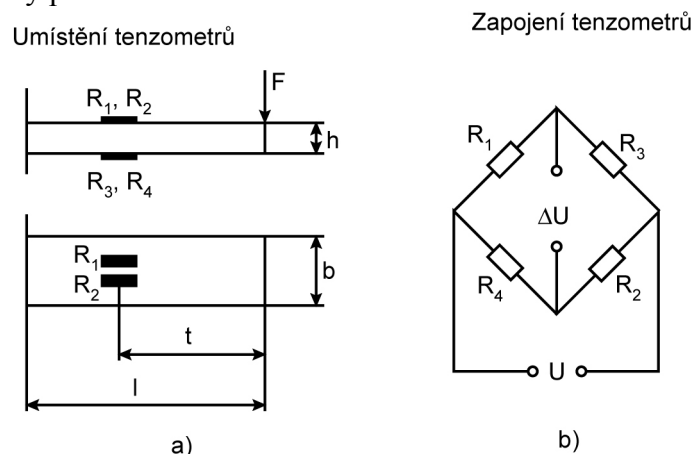 Umístění tenzometrů
R1, R2
F
h
R3, R4
R1
R2
b
t
l
a)
Zapojení tenzometrů
R1
R3
ΔU
R4
R2
U
b)